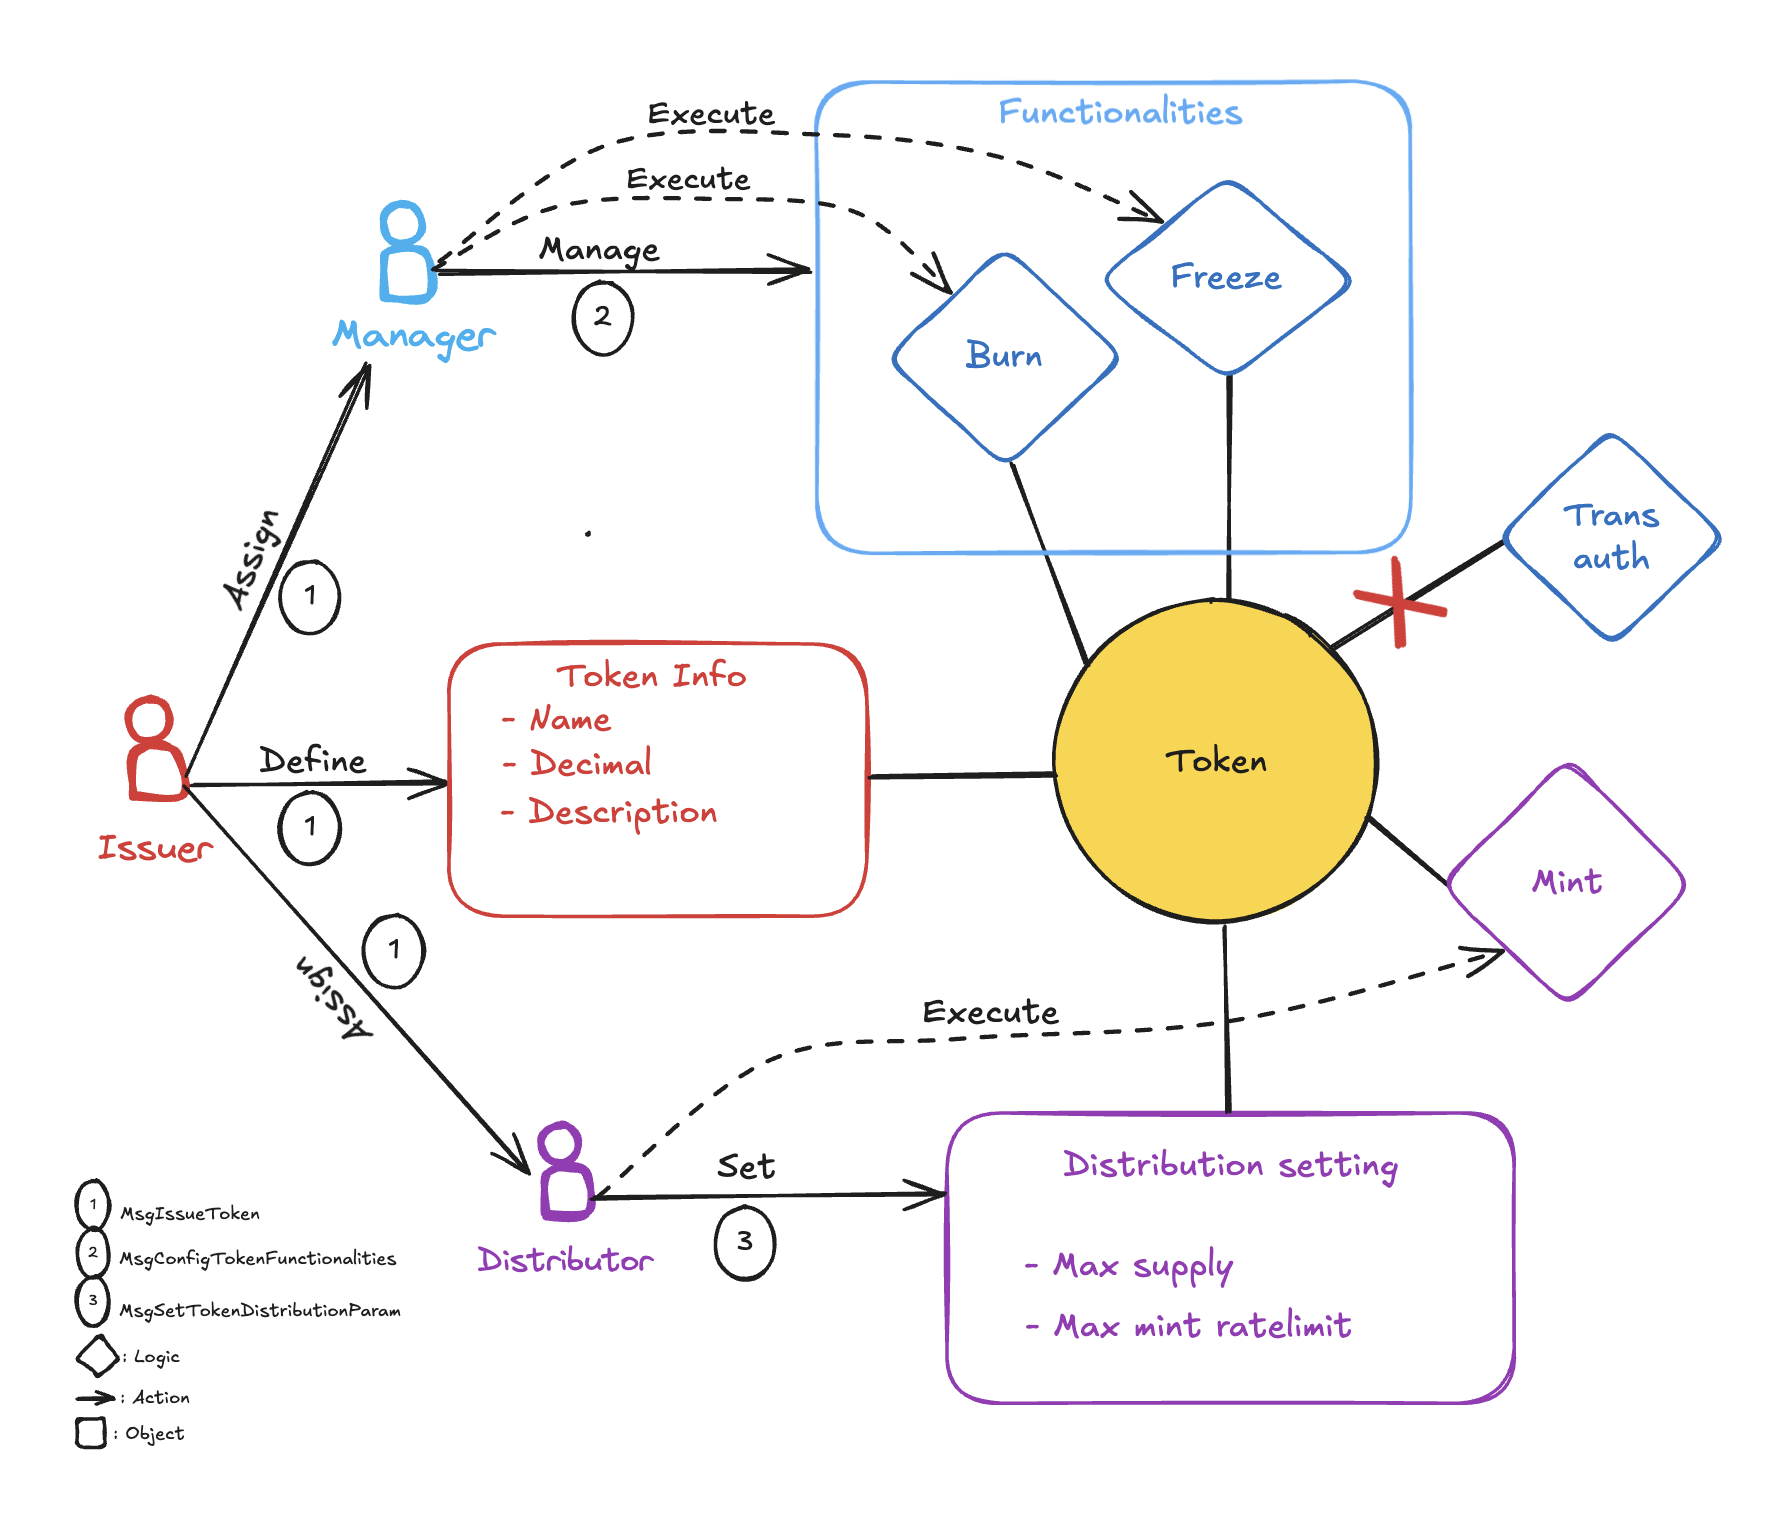 Functionalities
Execute
Execute
Manage
2
Manager
Burn
Freeze
Trans
auth
Assign
1
Token Info
- Name
- Decimal
- Description
Define
1
Issuer
Token
Mint
1
Assign
Execute
Set
3
Distributor
Distribution setting
- Max supply
- Max mint ratelimit
1 MsgIssueToken
2 MsgConfigTokenFunctionalities
3 MsgSetTokenDistributionParam
: Logic
: Action
: Object